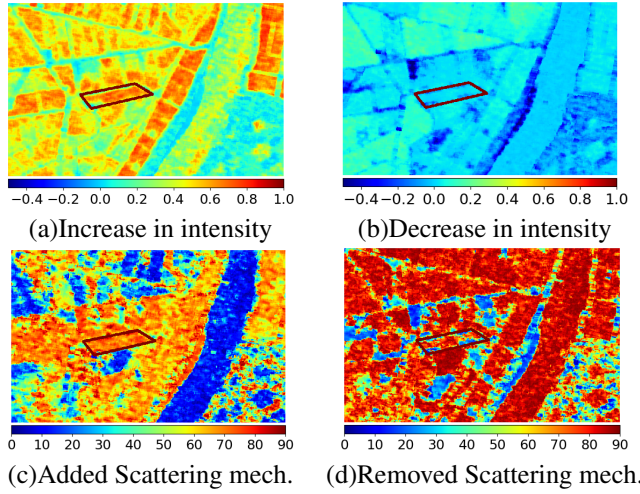 −0.4 −0.2 0.0 0.2 0.4 0.6 0.8 1.0 −0.4 −0.2 0.0 0.2 0.4 0.6 0.8 1.0
(a)Increase in intensity (b)Decrease in intensity
0 10 20 30 40 50 60 70 80 90 0 10 20 30 40 50 60 70 80 90
(c)Added Scattering mech. (d)Removed Scattering mech.